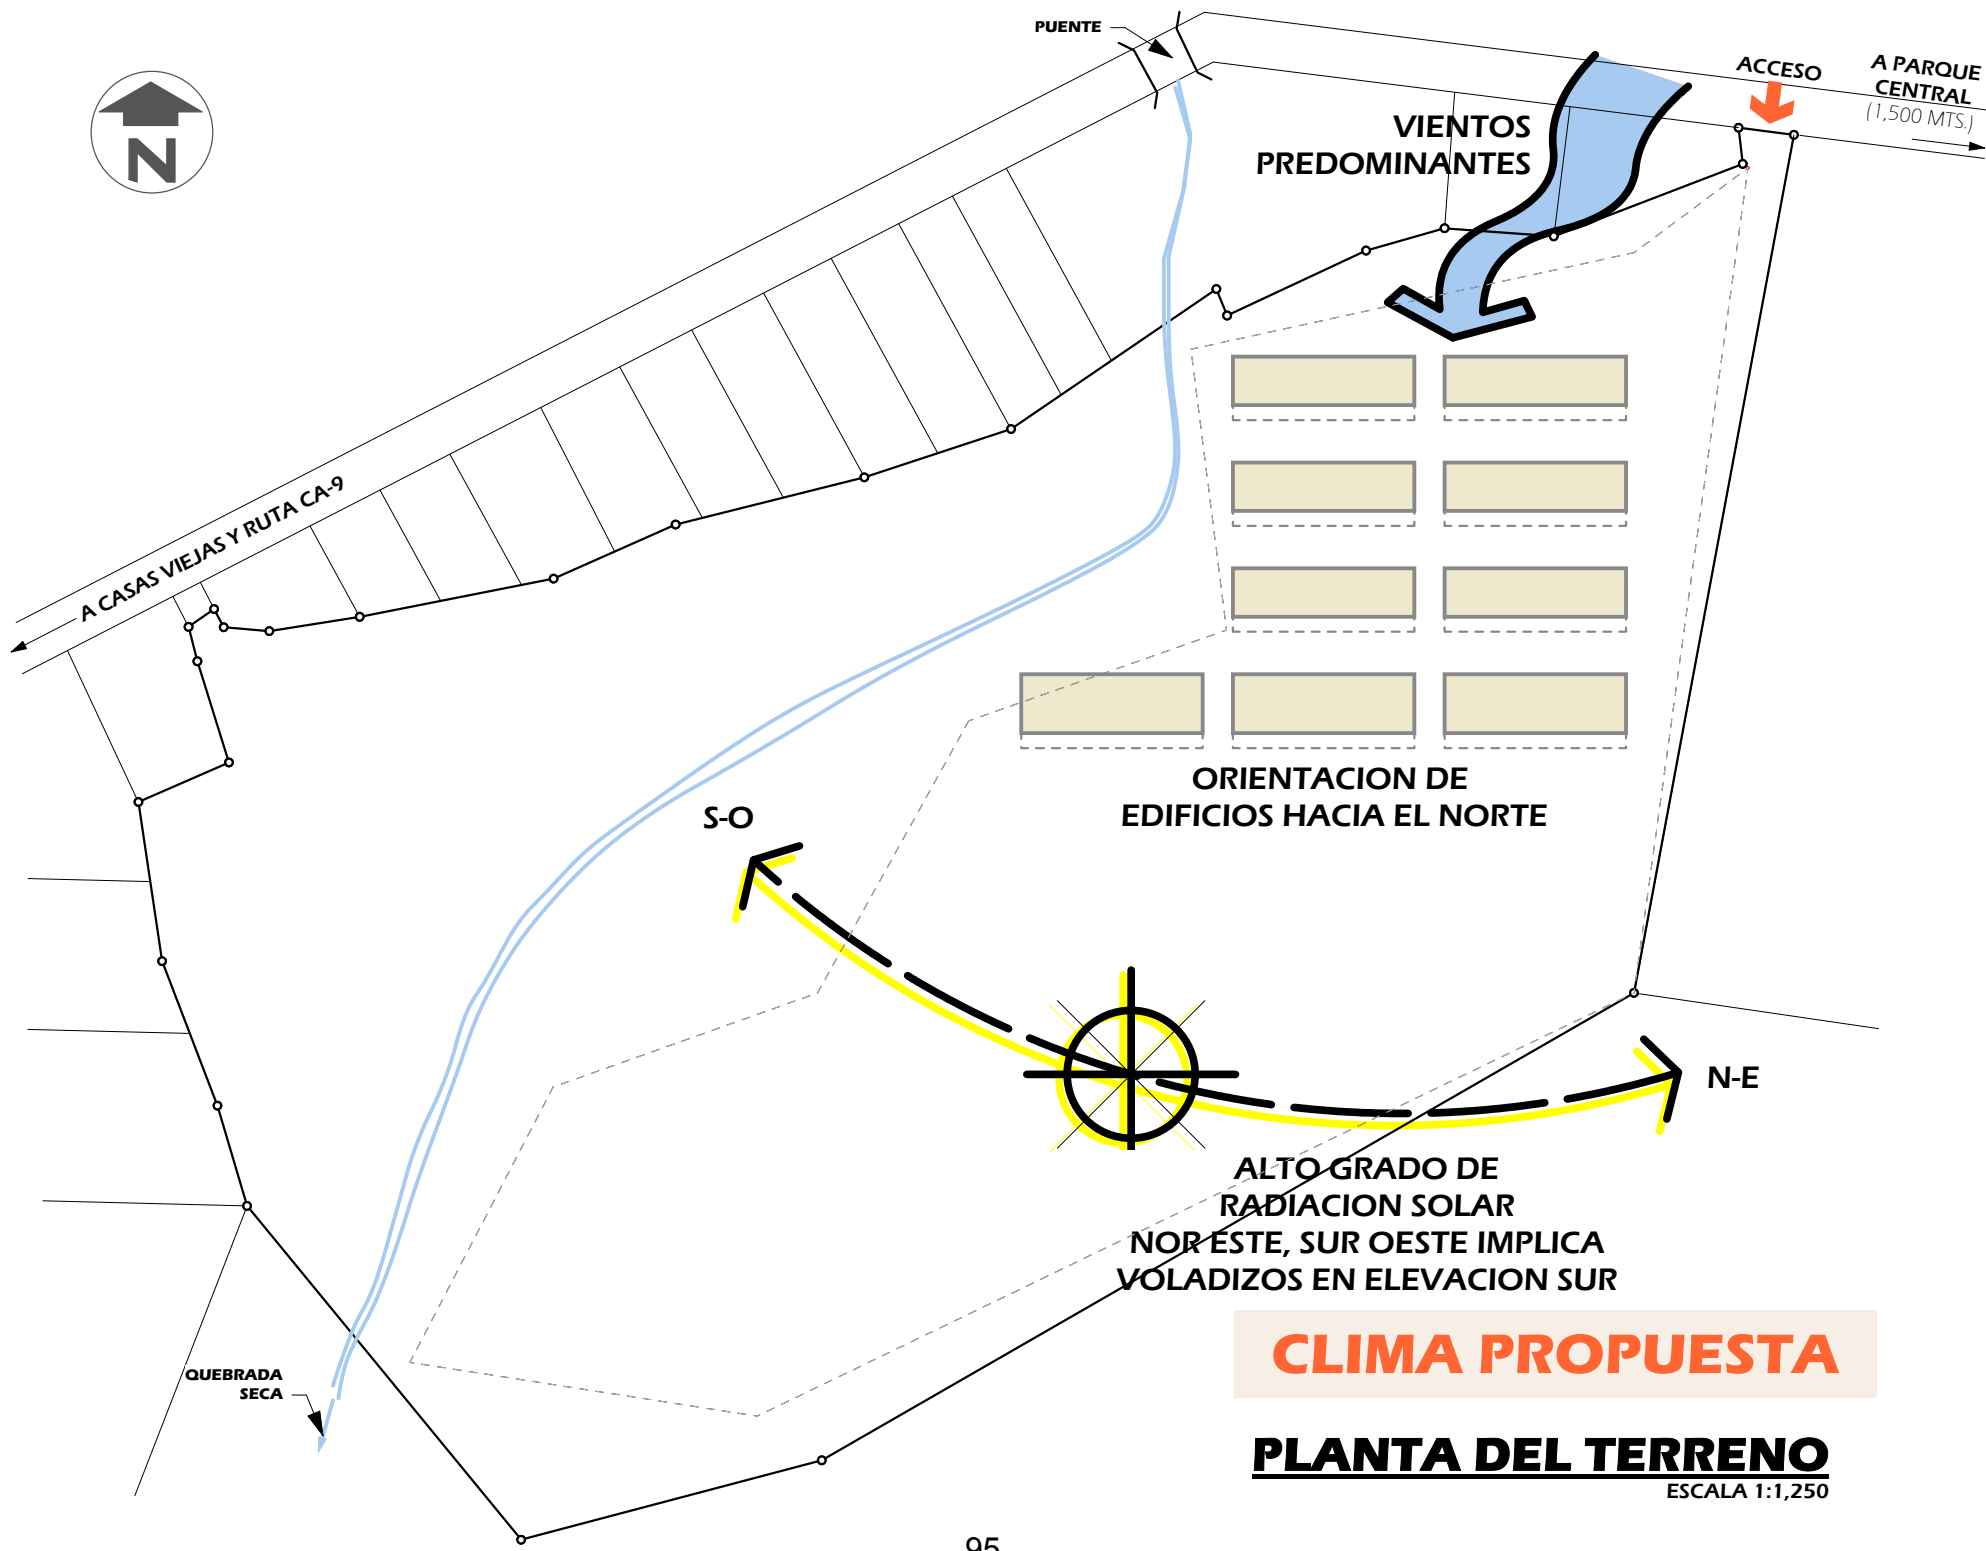 PUENTE
ACCESO
A PARQUE
CENTRAL
(1,500 MTS.)
N
VIENTOS
PREDOMINANTES
A CASAS VIEJAS Y RUTA CA-9
ORIENTACION DE
EDIFICIOS HACIA EL NORTE
S-O
N-E
ALTO GRADO DE
RADIACION SOLAR
NOR ESTE, SUR OESTE IMPLICA
VOLADIZOS EN ELEVACION SUR
CLIMA PROPUESTA
QUEBRADA
SECA
PLANTA DEL TERRENO
ESCALA 1:1,250
95